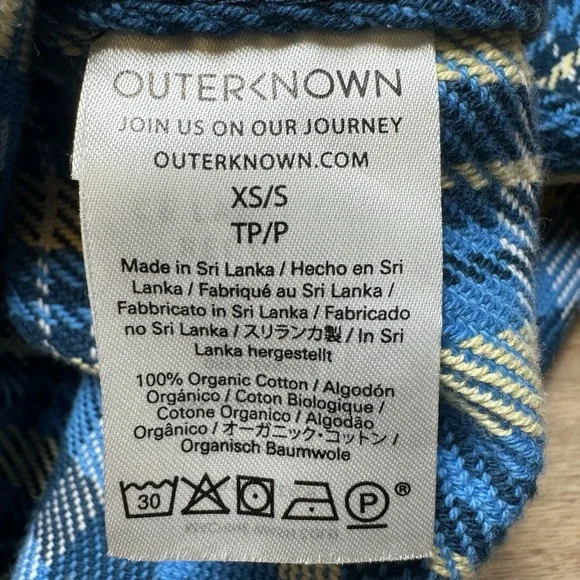 OUTERKNOWN
JOIN US ON OUR JOURNEY
OUTERKNOWN.COM
XS/S
TP/P
Made in Sri Lanka / Hecho en Sri
Lanka / Fabriqué au Sri Lanka /
Fabbricato in Sri Lanka / Fabricado
no Sri Lanka / スリランカ製 / In Sri
Lanka hergestellt
100% Organic Cotton / Algodón
Orgánico / Coton Biologique /
Cotone Organico / Algodão
Orgânico / オーガニック・コットン /
Organisch Baumwole
30 P ®